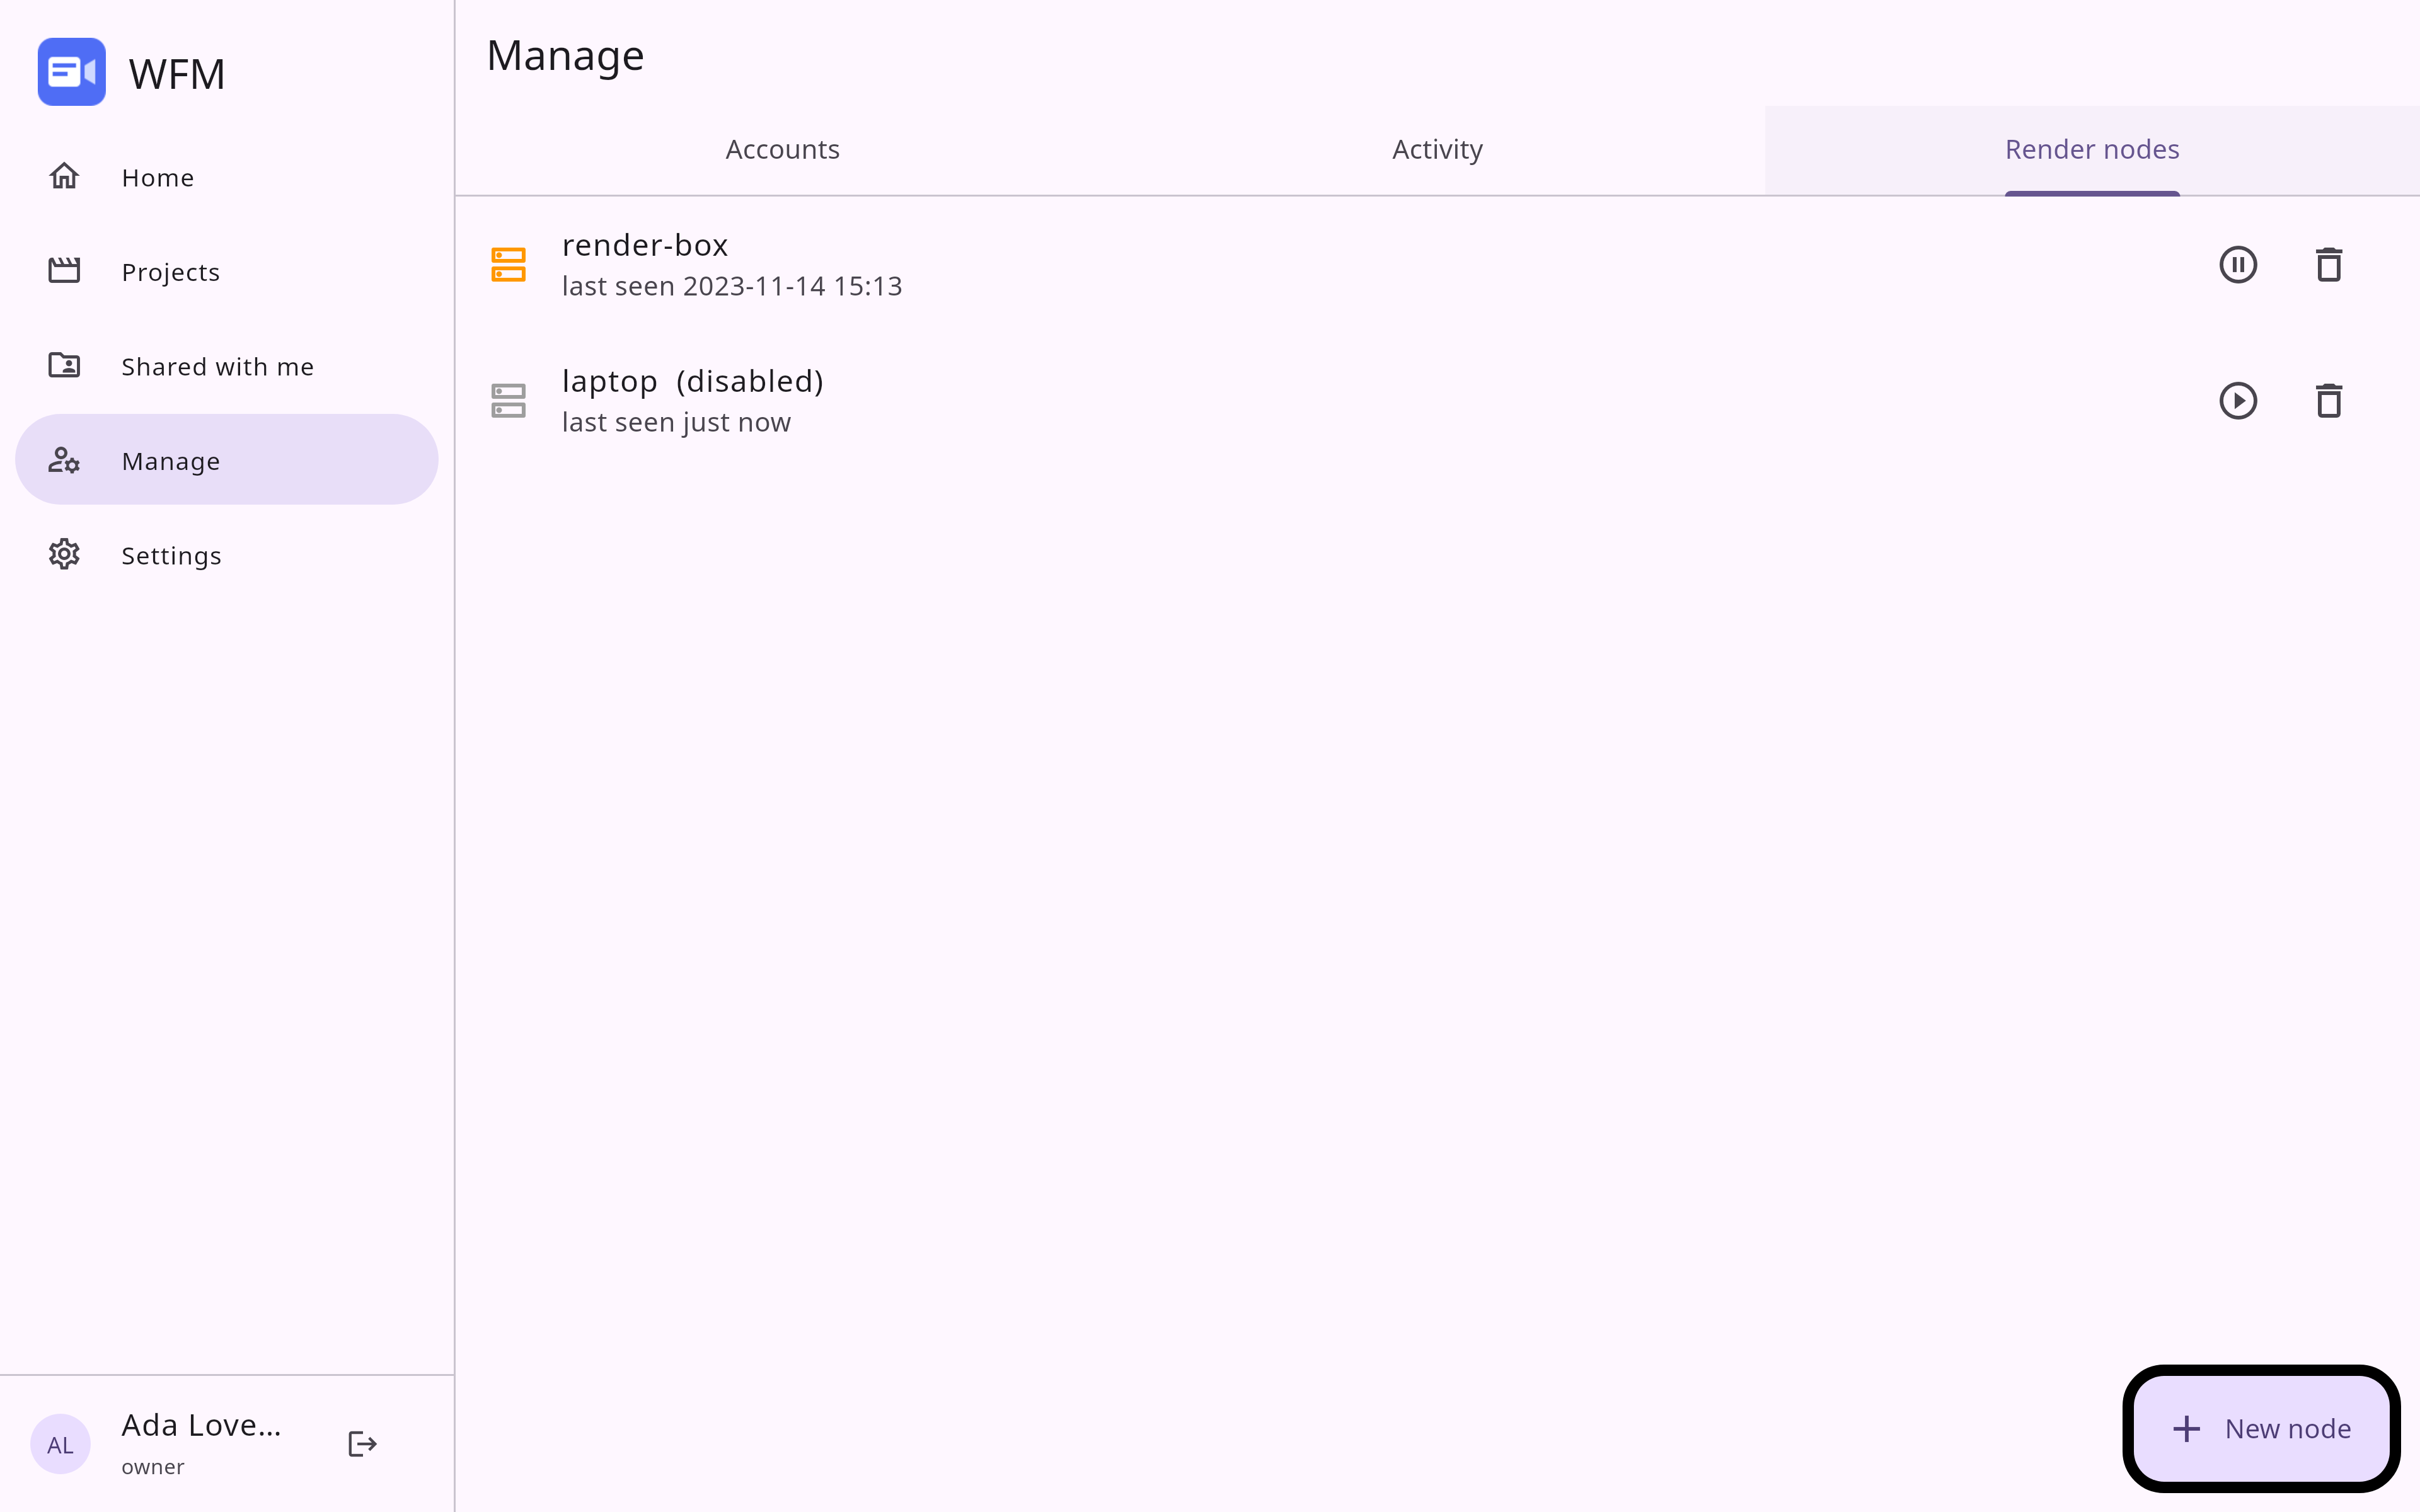 WFM
Home
Projects
Shared with me
Manage
Settings
AL
Ada Love...
owner
Manage
Accounts
Activity
Render nodes
render-box
last seen 2023-11-14 15:13
laptop (disabled)
last seen just now
New node